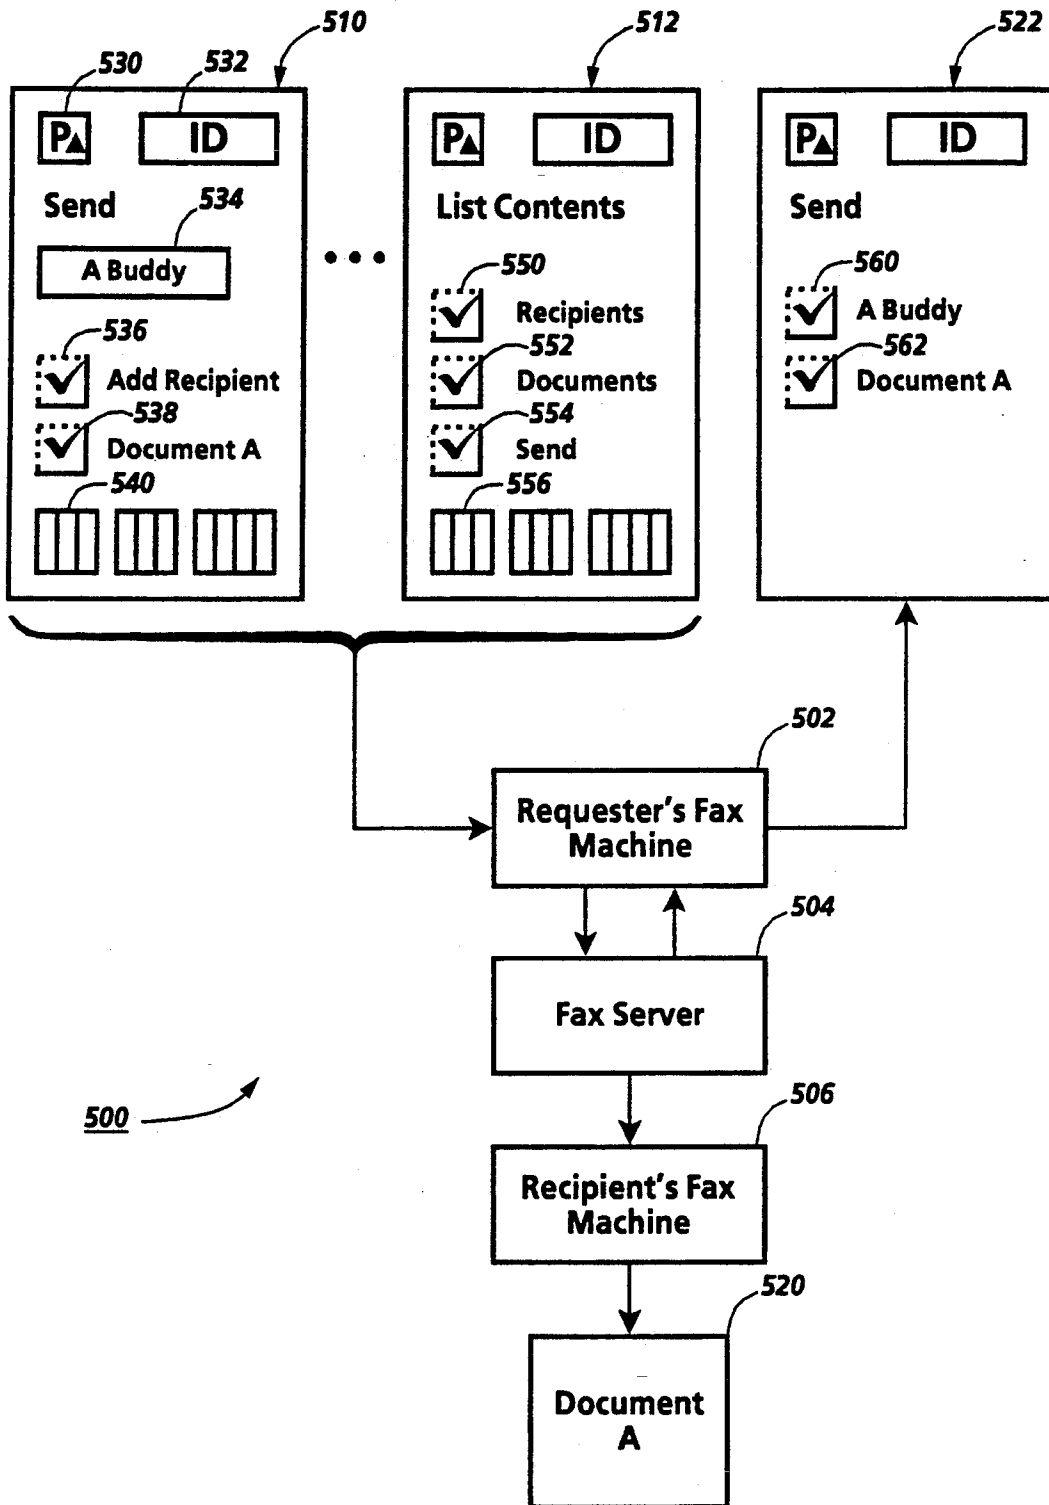 510
530
532
P
ID
Send
534
A Buddy
536
Add Recipient
538
Document A
540
512
P
ID
List Contents
550
Recipients
552
Documents
554
Send
556
522
P
ID
Send
560
A Buddy
562
Document A
502
Requester's Fax
Machine
504
Fax Server
500
506
Recipient's Fax
Machine
520
Document
A